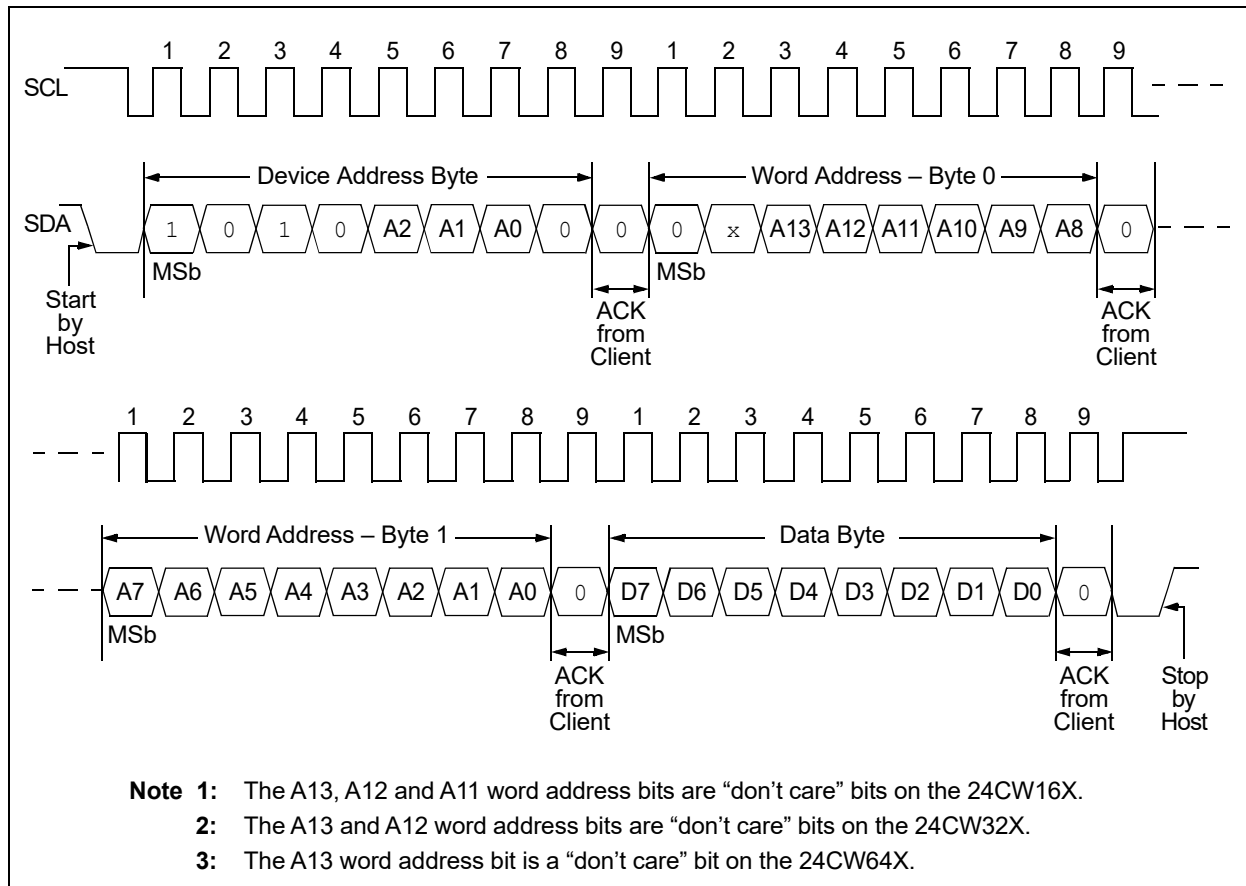 1 2 3 4 5 6 7 8 9 1 2 3 4 5 6 7 8 9
SCL
Device Address Byte Word Address – Byte 0
SDA 1 0 1 0 A2 A1 A0 0 0 0 x A13 A12 A11 A10 A9 A8 0
MSb MSb
Start by Host
ACK from Client
ACK from Client
1 2 3 4 5 6 7 8 9 1 2 3 4 5 6 7 8 9
Word Address – Byte 1 Data Byte
A7 A6 A5 A4 A3 A2 A1 A0 0 D7 D6 D5 D4 D3 D2 D1 D0 0
MSb MSb
ACK from Client
ACK from Client
Stop by Host
Note 1: The A13, A12 and A11 word address bits are “don’t care” bits on the 24CW16X.
2: The A13 and A12 word address bits are “don’t care” bits on the 24CW32X.
3: The A13 word address bit is a “don’t care” bit on the 24CW64X.